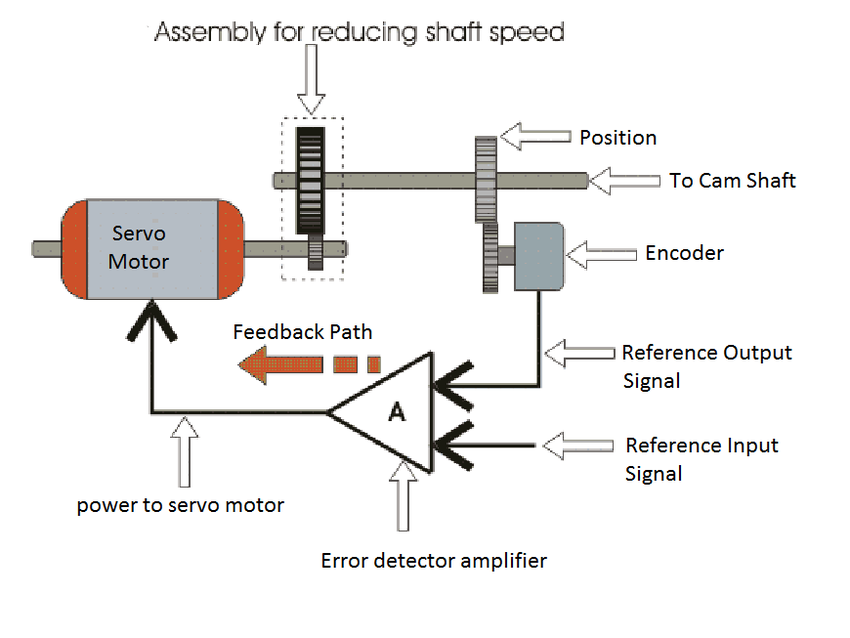 Assembly for reducing shaft speed
Position
To Cam Shaft
Servo
Motor
Encoder
Feedback Path
Reference Output
Signal
A
Reference Input
Signal
power to servo motor
Error detector amplifier